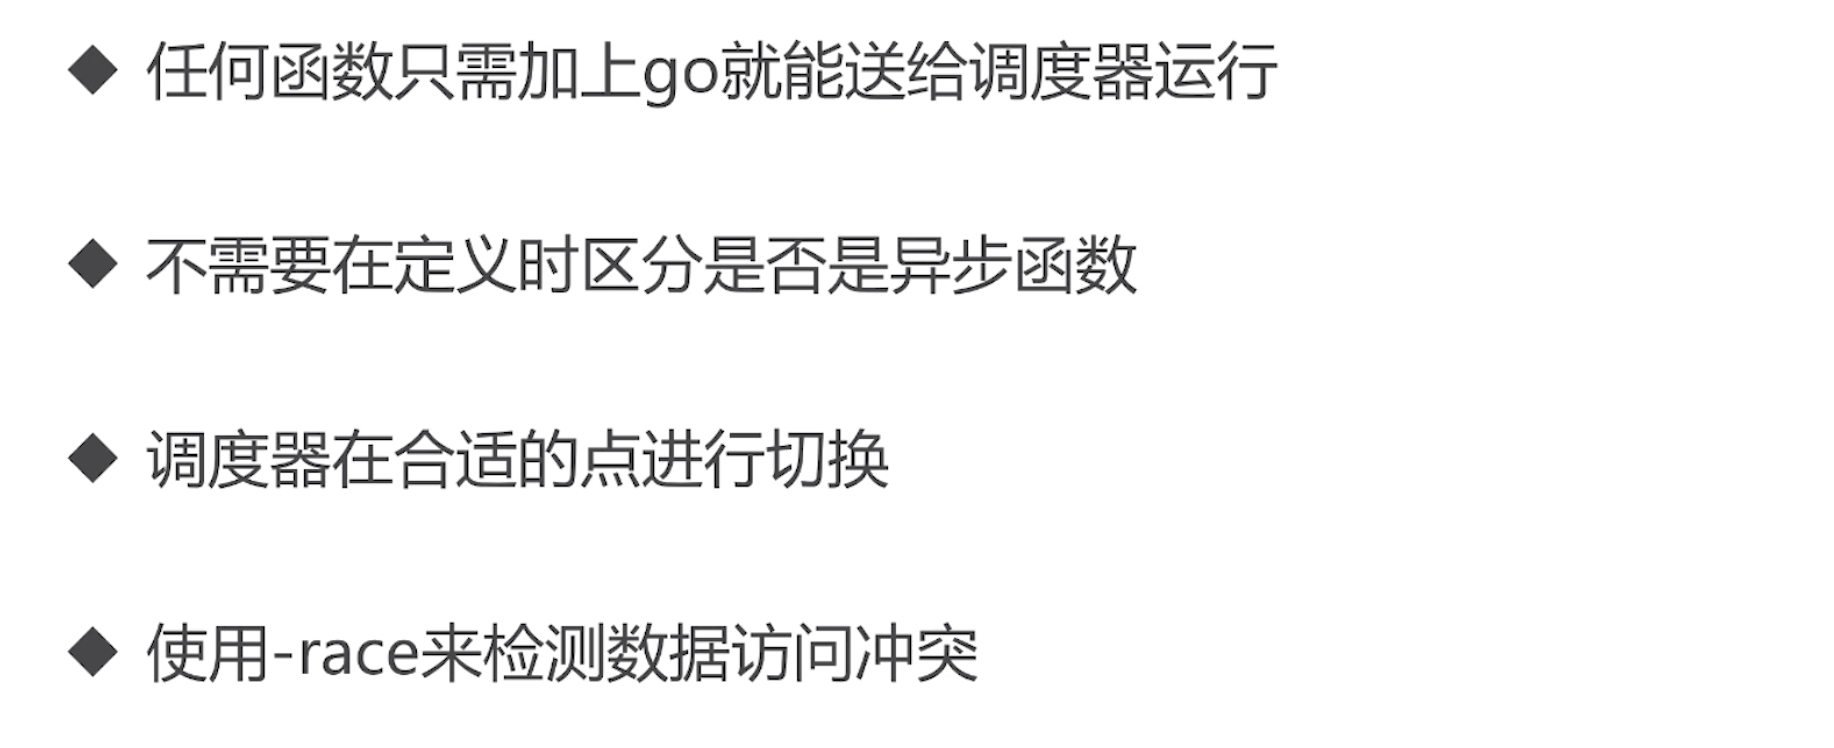 ◆ 任何函数只需加上go就能送给调度器运行
◆ 不需要在定义时区分是否是异步函数
◆ 调度器在合适的点进行切换
◆ 使用-race来检测数据访问冲突